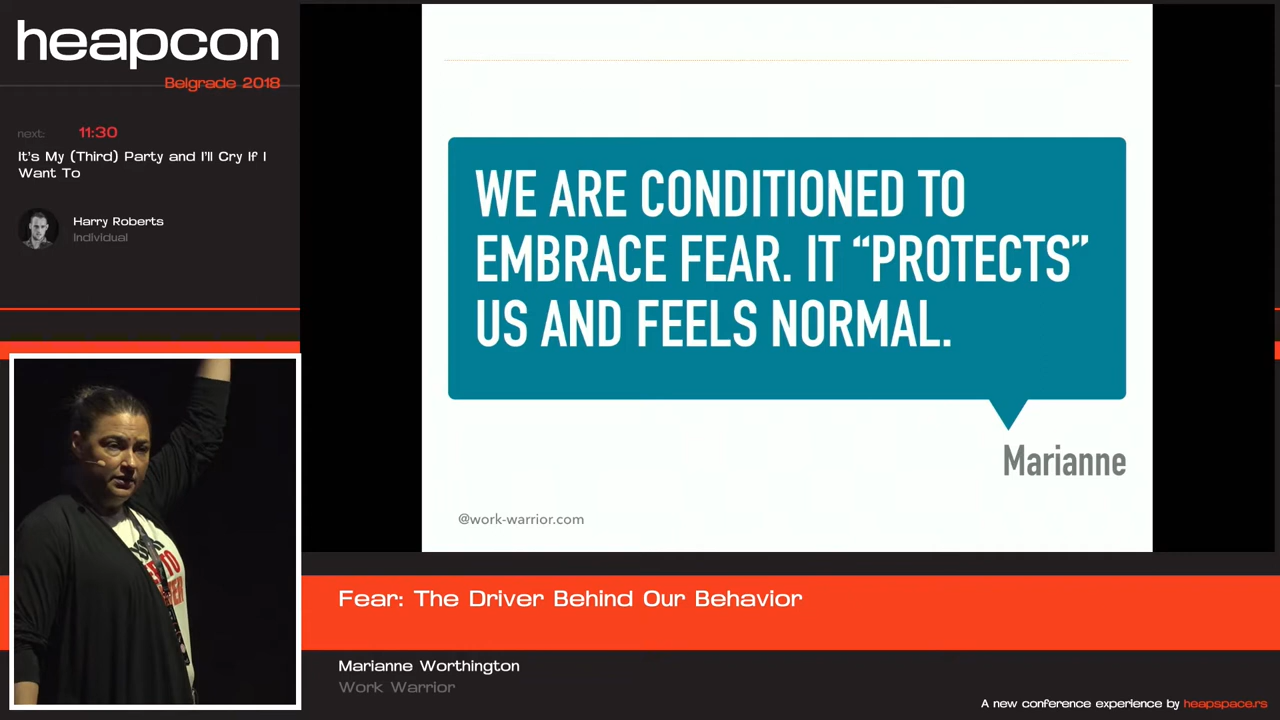 heapcon
Belgrade 2018
next: 11:30
It's My (Third) Party and I'll Cry If I
Want To
Harry Roberts
Individual
WE ARE CONDITIONED TO
EMBRACE FEAR. IT “PROTECTS”
US AND FEELS NORMAL.
Marianne
@work-warrior.com
Fear: The Driver Behind Our Behavior
Marianne Worthington
Work Warrior
A new conference experience by heapspace.rs